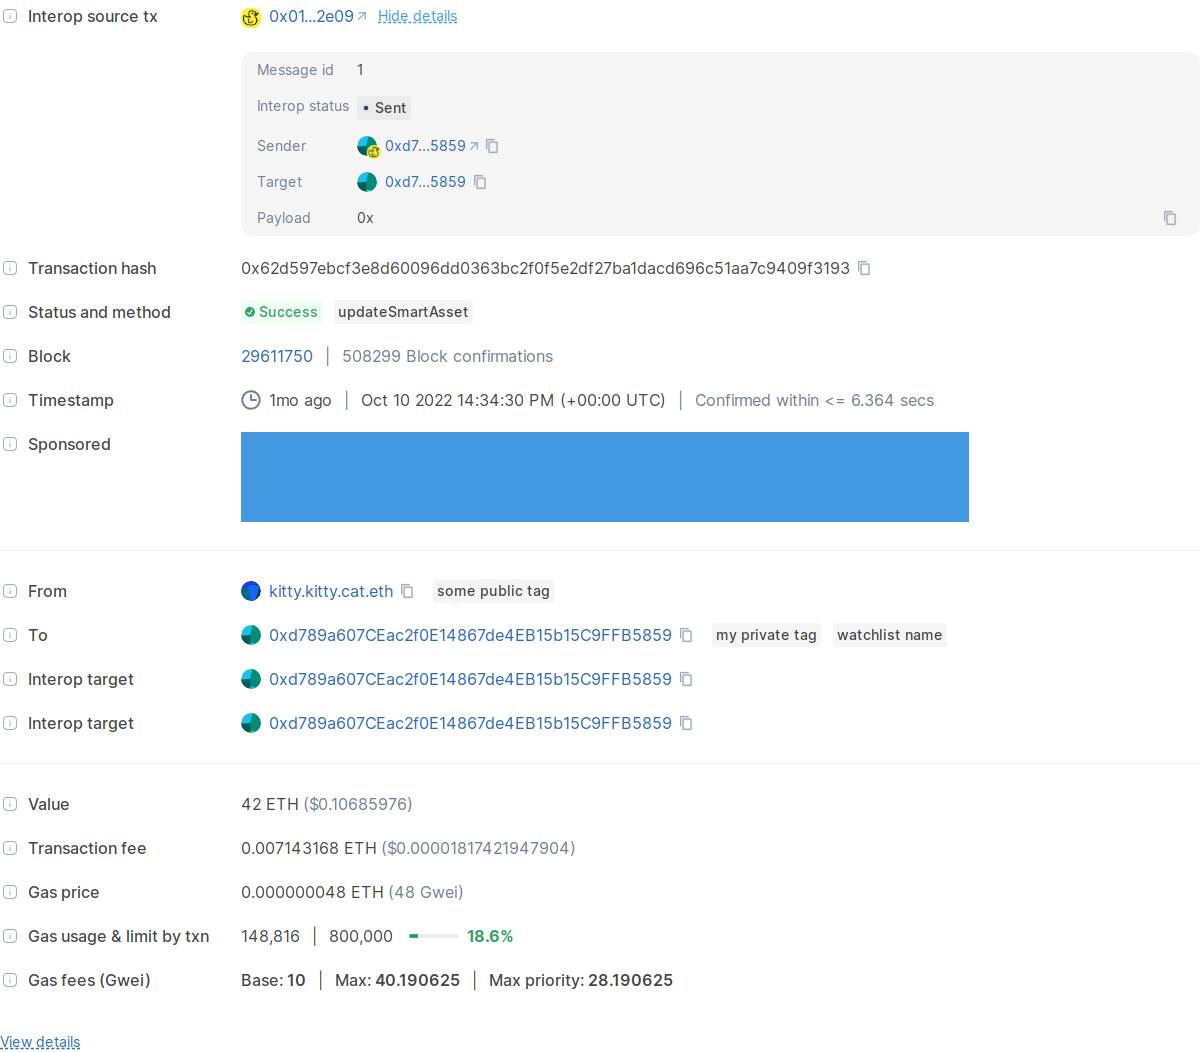 Interop source tx 0x01...2e09 Hide details
Message id 1
Interop status Sent
Sender 0xd7...5859
Target 0xd7...5859
Payload 0x
Transaction hash 0x62d597ebcf3e8d60096dd0363bc2f0f5e2df27ba1dacd696c51aa7c9409f3193
Status and method Success updateSmartAsset
Block 29611750 | 508299 Block confirmations
Timestamp 1mo ago | Oct 10 2022 14:34:30 PM (+00:00 UTC) | Confirmed within <= 6.364 secs
Sponsored
From kitty.kitty.cat.eth some public tag
To 0xd789a607CEac2f0E14867de4EB15b15C9FFB5859 my private tag watchlist name
Interop target 0xd789a607CEac2f0E14867de4EB15b15C9FFB5859
Interop target 0xd789a607CEac2f0E14867de4EB15b15C9FFB5859
Value 42 ETH ($0.10685976)
Transaction fee 0.007143168 ETH ($0.00001817421947904)
Gas price 0.000000048 ETH (48 Gwei)
Gas usage & limit by txn 148,816 | 800,000 18.6%
Gas fees (Gwei) Base: 10 | Max: 40.190625 | Max priority: 28.190625
View details